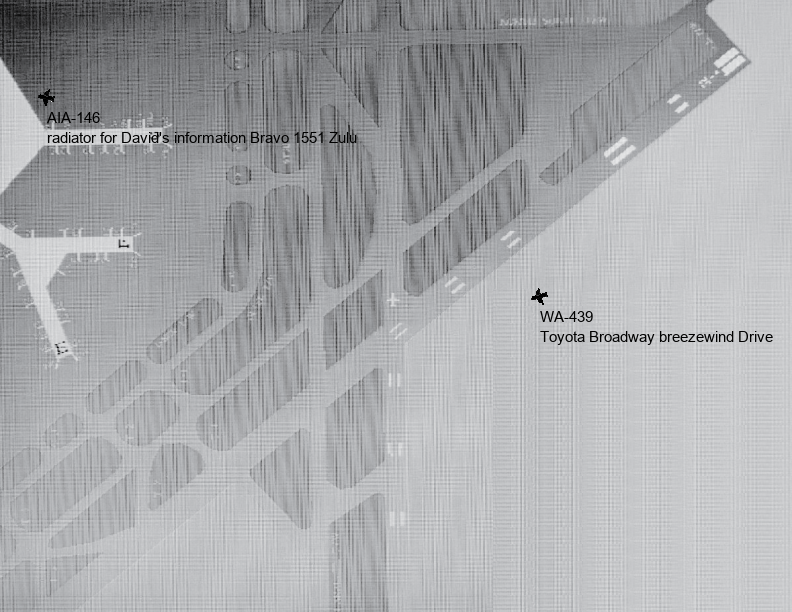 AIA-146
radiator for David's information Bravo 1551 Zulu
WA-439
Toyota Broadway breezewind Drive